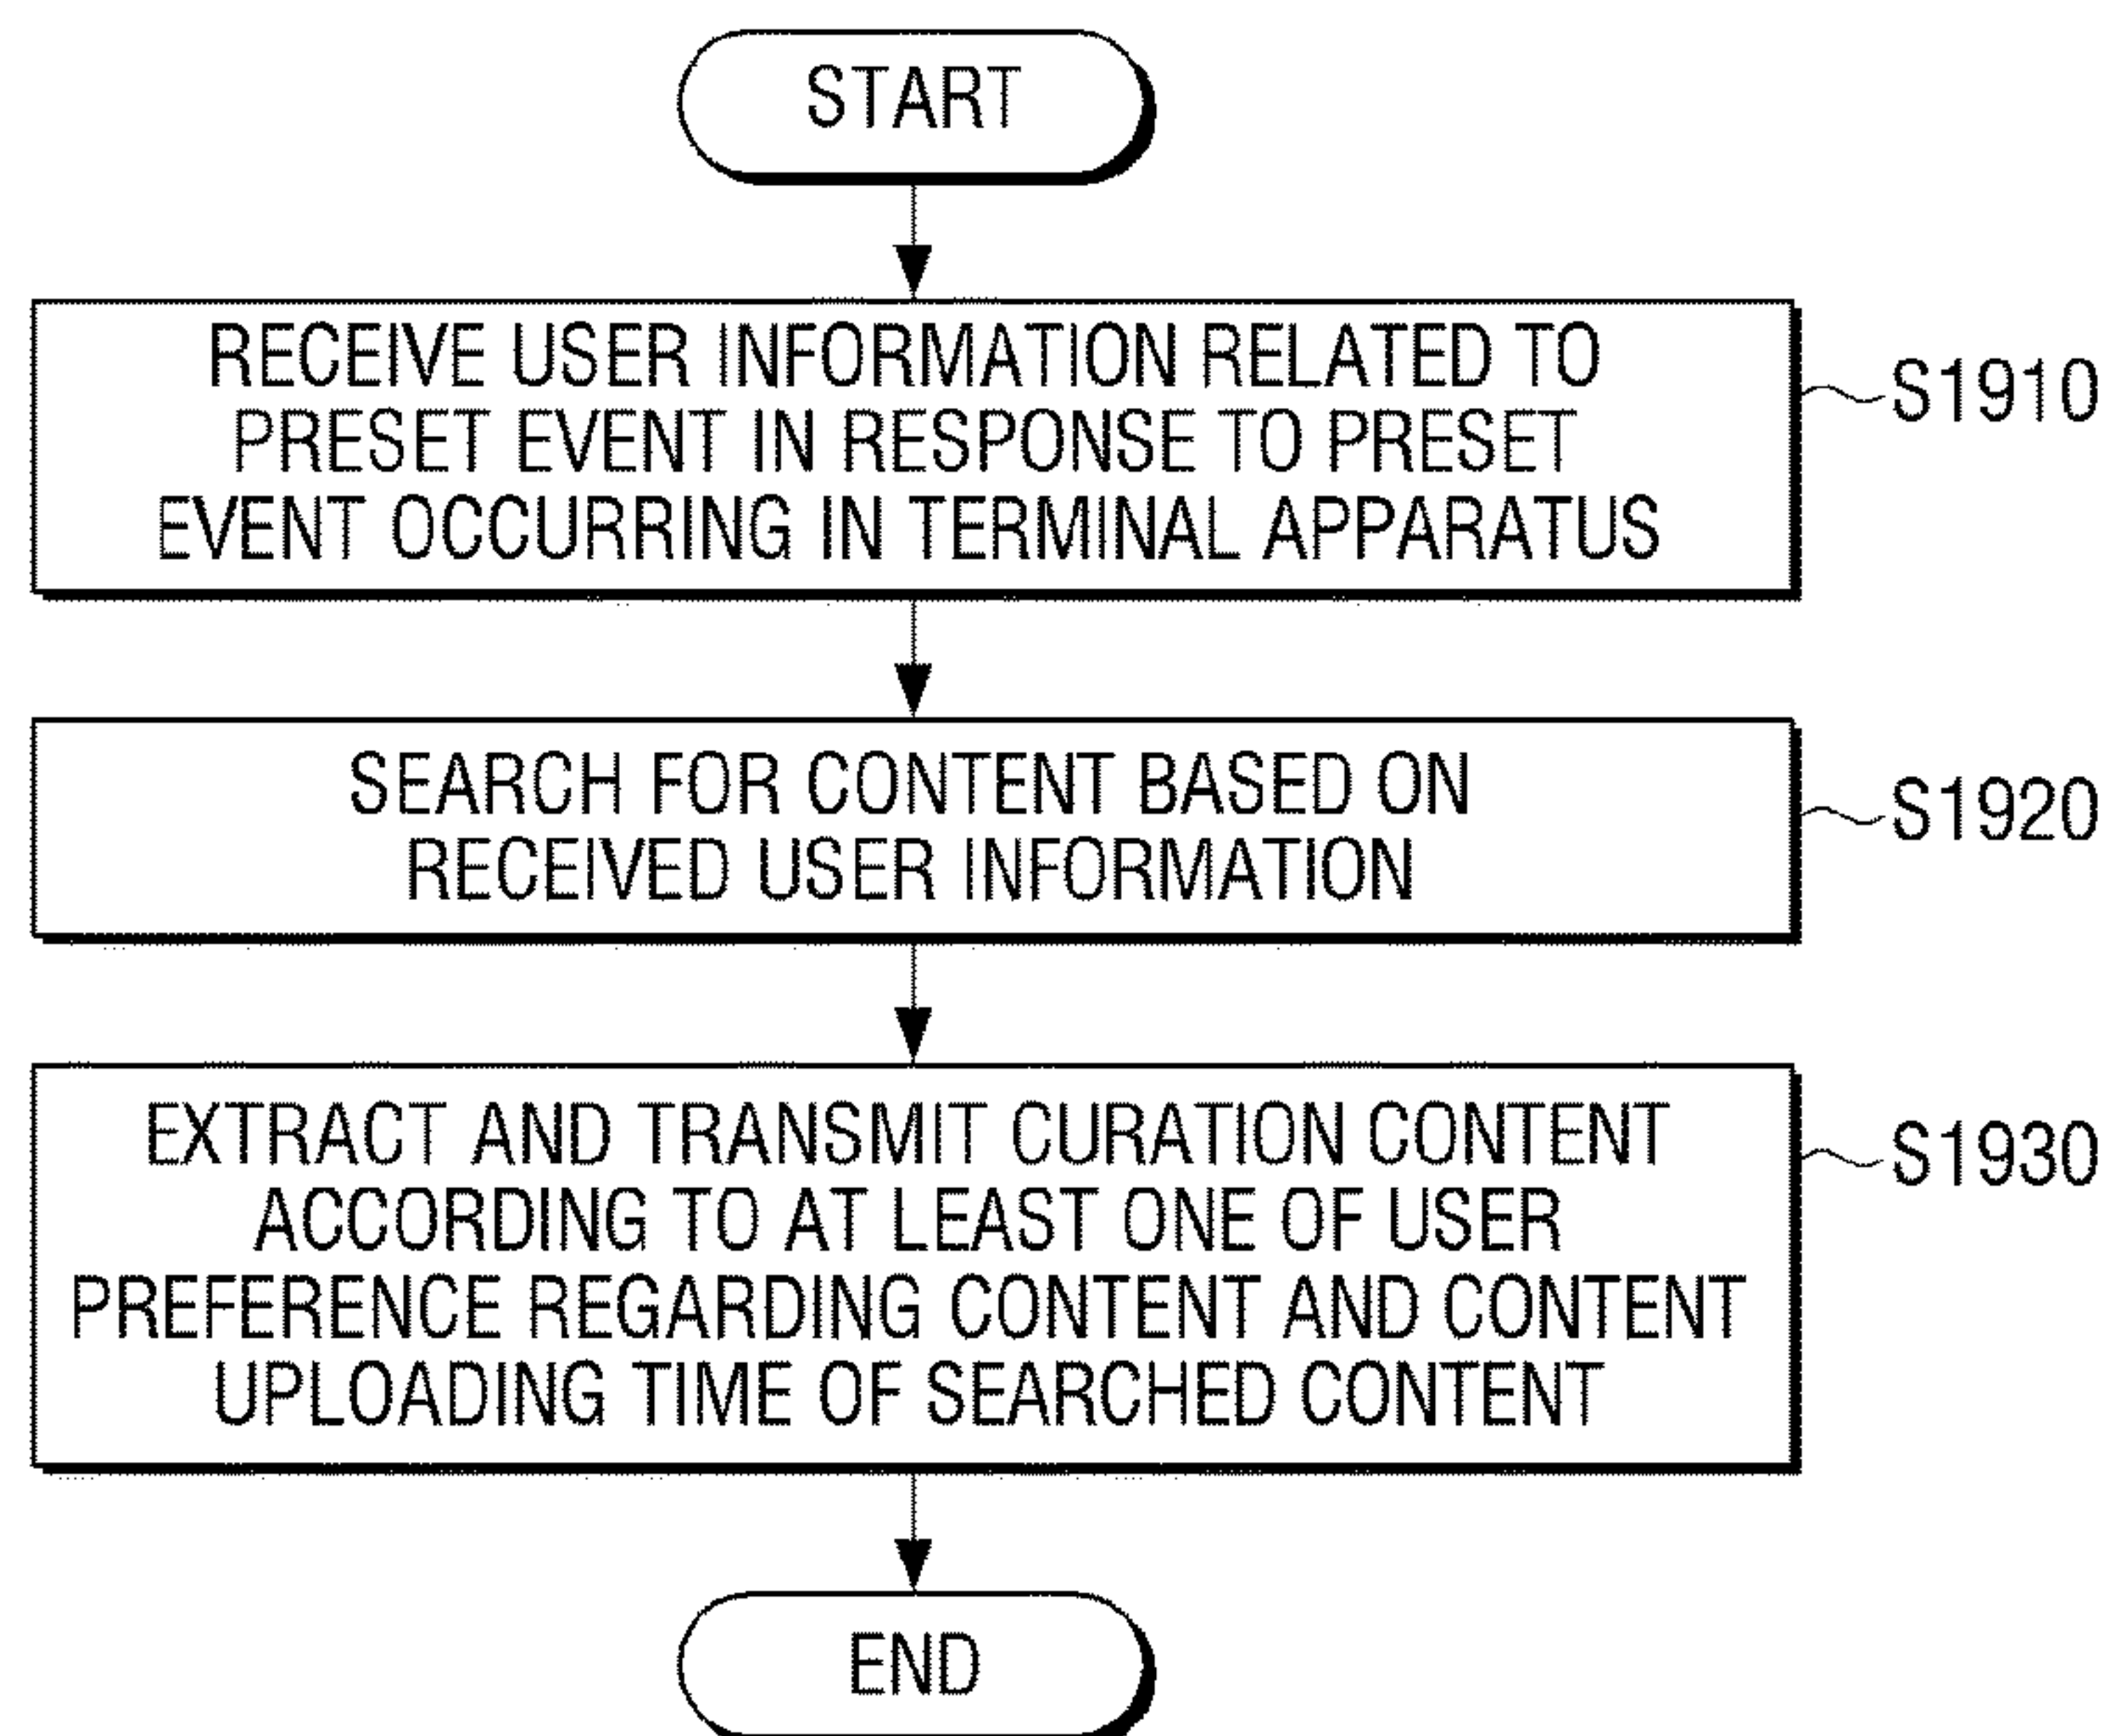 START
RECEIVE USER INFORMATION RELATED TO
PRESET EVENT IN RESPONSE TO PRESET
EVENT OCCURRING IN TERMINAL APPARATUS
S1910
SEARCH FOR CONTENT BASED ON
RECEIVED USER INFORMATION
S1920
EXTRACT AND TRANSMIT CURATION CONTENT
ACCORDING TO AT LEAST ONE OF USER
PREFERENCE REGARDING CONTENT AND CONTENT
UPLOADING TIME OF SEARCHED CONTENT
S1930
END